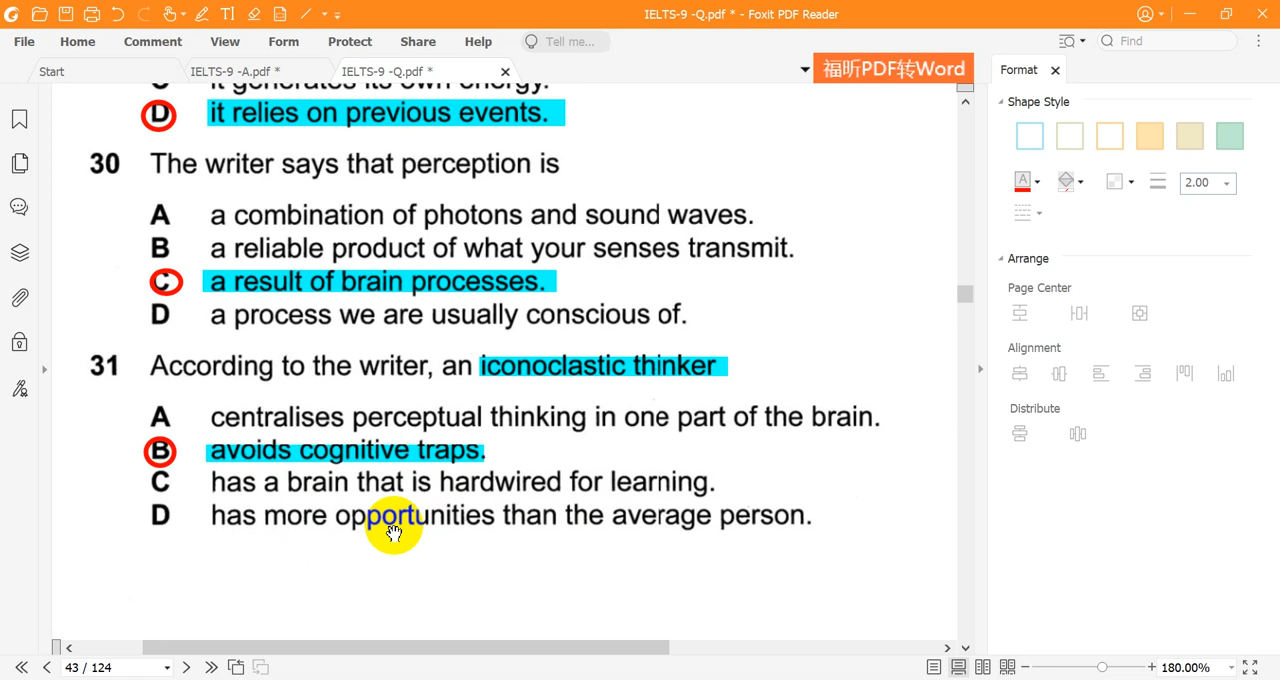 IELTS-9 -Q.pdf * - Foxit PDF Reader
File Home Comment View Form Protect Share Help Tell me... Find
Start IELTS-9 -A.pdf * IELTS-9 -Q.pdf * 福昕PDF转Word Format
C it generates its own energy.
D it relies on previous events.
30 The writer says that perception is
A a combination of photons and sound waves.
B a reliable product of what your senses transmit.
C a result of brain processes.
D a process we are usually conscious of.
31 According to the writer, an iconoclastic thinker
A centralises perceptual thinking in one part of the brain.
B avoids cognitive traps.
C has a brain that is hardwired for learning.
D has more opportunities than the average person.
Shape Style
2.00
Arrange
Page Center
Alignment
Distribute
43 / 124
180.00%